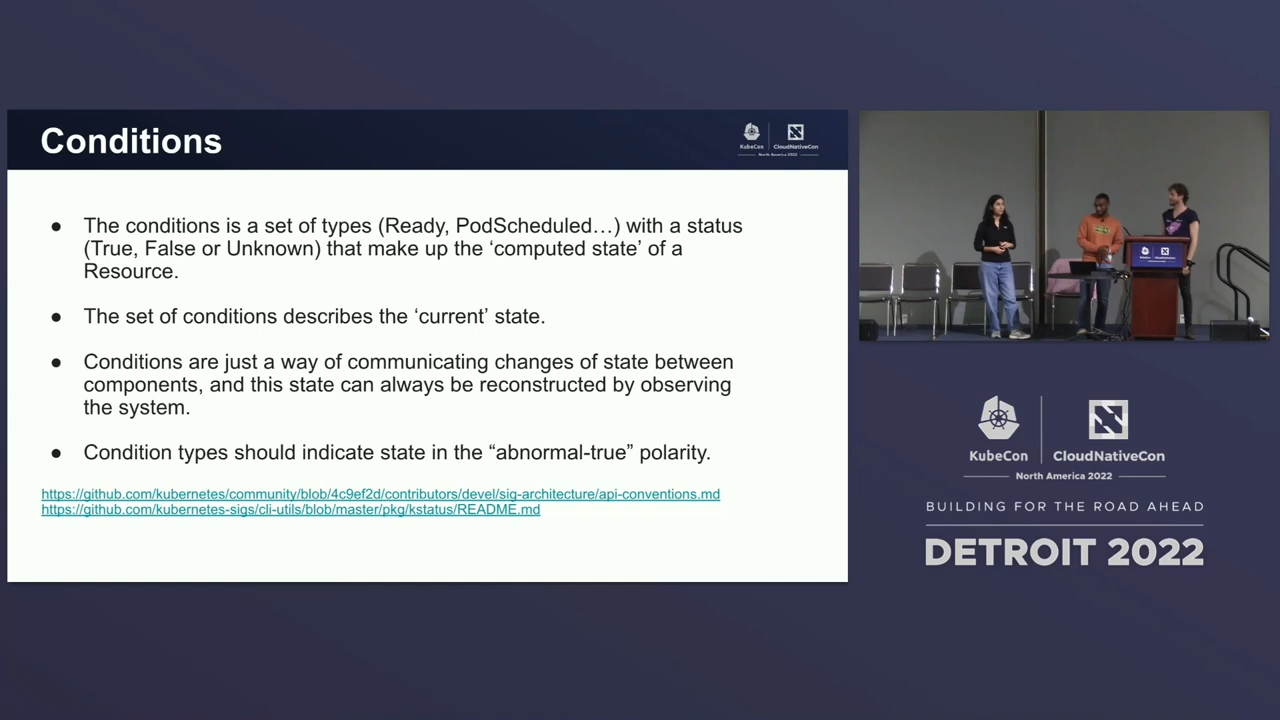 Conditions
KubeCon
CloudNativeCon
North America 2022
● The conditions is a set of types (Ready, PodScheduled…) with a status
(True, False or Unknown) that make up the ‘computed state’ of a
Resource.
● The set of conditions describes the ‘current’ state.
● Conditions are just a way of communicating changes of state between
components, and this state can always be reconstructed by observing
the system.
● Condition types should indicate state in the “abnormal-true” polarity.
https://github.com/kubernetes/community/blob/4c9ef2d/contributors/devel/sig-architecture/api-conventions.md
https://github.com/kubernetes-sigs/cli-utils/blob/master/pkg/kstatus/README.md
KubeCon
CloudNativeCon
North America 2022
BUILDING FOR THE ROAD AHEAD
DETROIT 2022